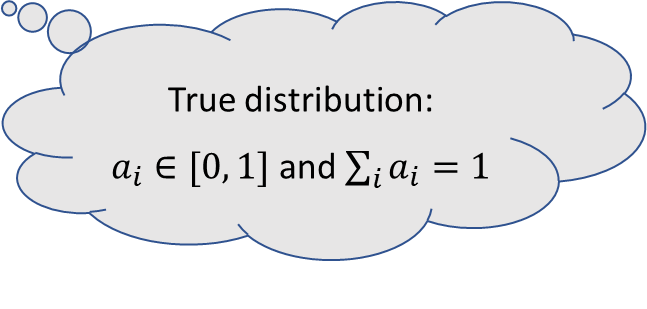 True distribution:
𝑎ᵢ ∈ [0, 1] and ∑ᵢ 𝑎ᵢ = 1